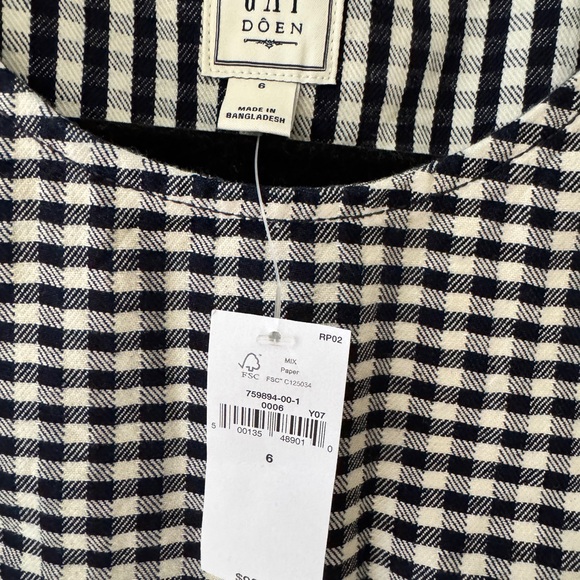 DÔEN
6
MADE IN
BANGLADESH
RP02
MIX
Paper
FSC® C125034
FSC
759894-00-1
0006 Y07
5 00135 48901 0
6